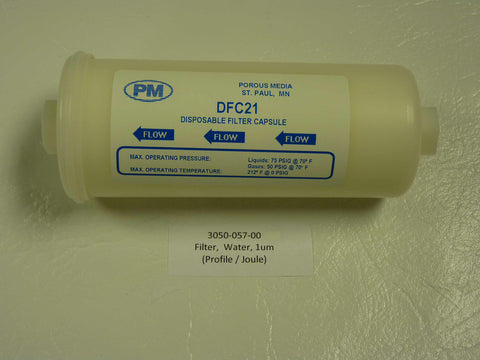 PM
POROUS MEDIA
ST. PAUL, MN
DFC21
DISPOSABLE FILTER CAPSULE
FLOW FLOW FLOW
MAX. OPERATING PRESSURE: Liquids: 75 PSIG @ 70° F
Gases: 50 PSIG @ 70° F
MAX. OPERATING TEMPERATURE: 212° F @ 0 PSIG
3050-057-00
Filter, Water, 1um
(Profile / Joule)